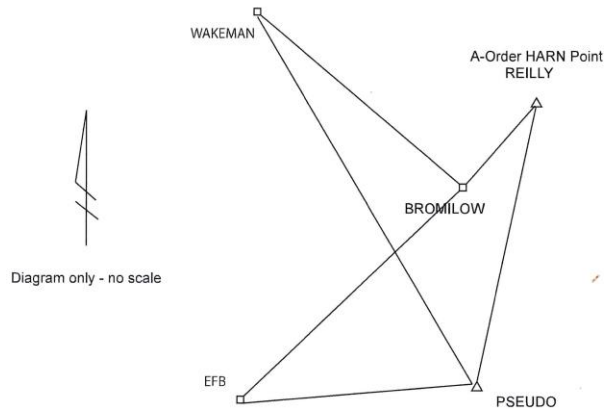 WAKEMAN
A-Order HARN Point
REILLY
BROMILOW
Diagram only - no scale
EFB
PSEUDO